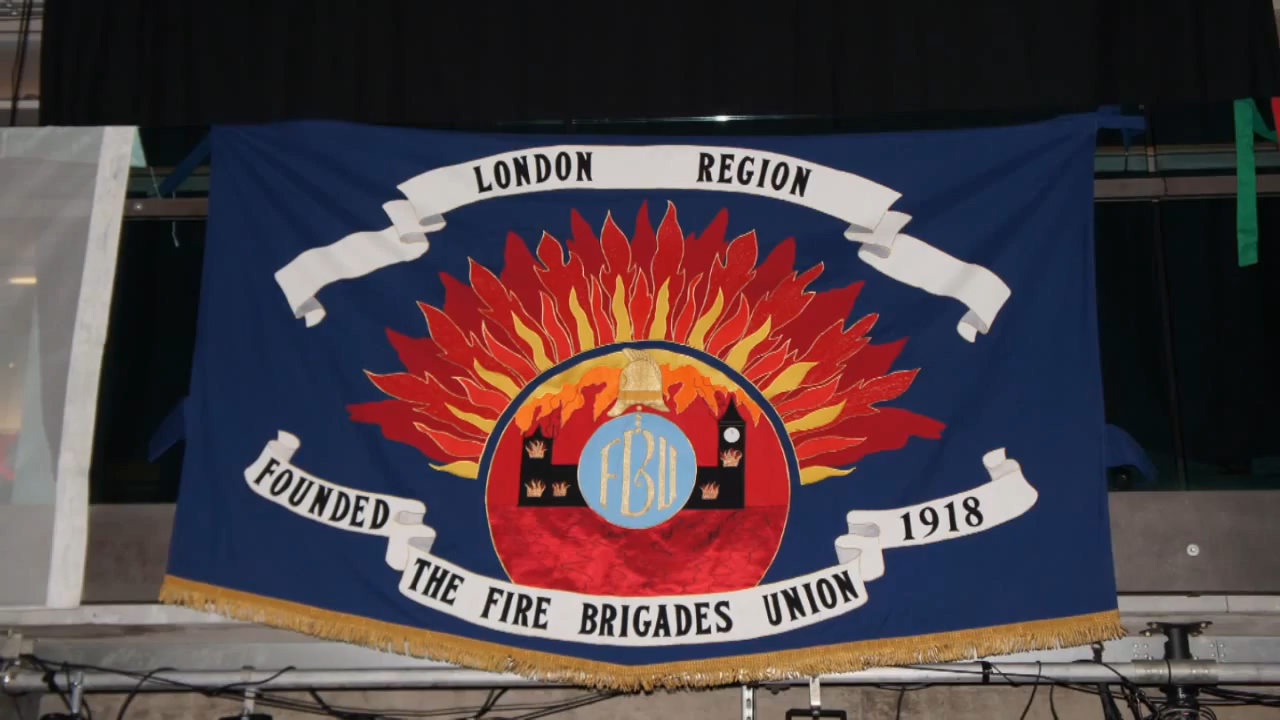 LONDON REGION
FBU
FOUNDED 1918
THE FIRE BRIGADES UNION